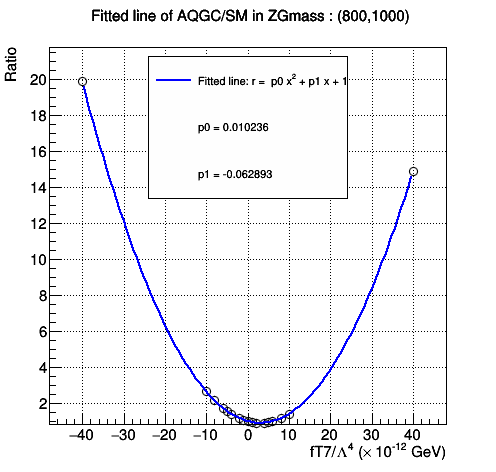 Fitted line of AQGC/SM in ZGmass : (800,1000)
Ratio
Fitted line: r = p0 x² + p1 x + 1
p0 = 0.010236
p1 = -0.062893
20
18
16
14
12
10
8
6
4
2
−40 −30 −20 −10 0 10 20 30 40
fT7/Λ⁴ (× 10⁻¹² GeV)